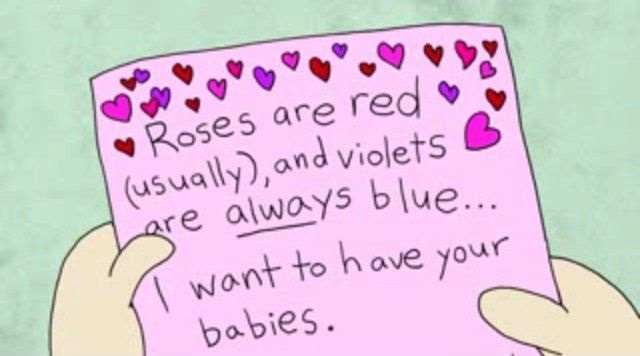 Roses are red
(usually), and violets
are always blue...
I want to have your
babies.